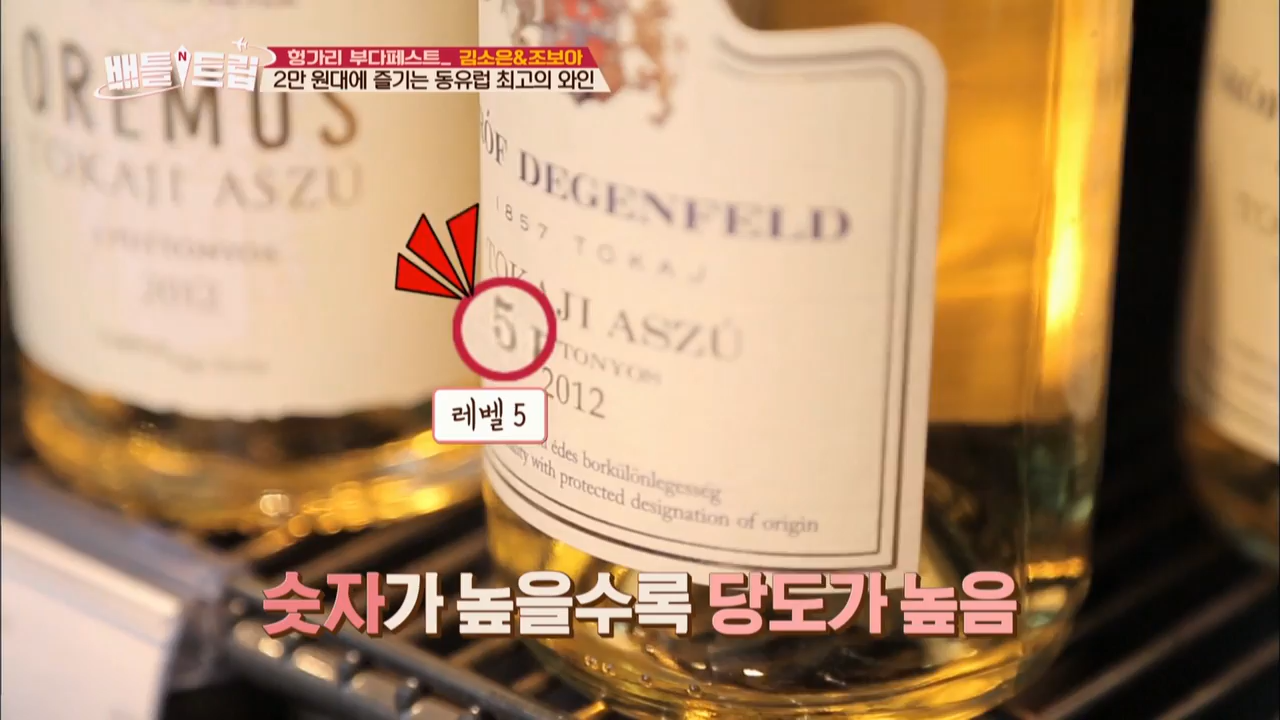 배틀트립
헝가리 부다페스트_ 김소은&조보아
2만 원대에 즐기는 동유럽 최고의 와인
OREMUS
TOKAJI ASZÚ
2012
GRÓF DEGENFELD
1857 TOKAJ
TOKAJI ASZÚ
5 PUTTONYOS
2012
édes borkülönlegesség
with protected designation of origin
레벨 5
숫자가 높을수록 당도가 높음